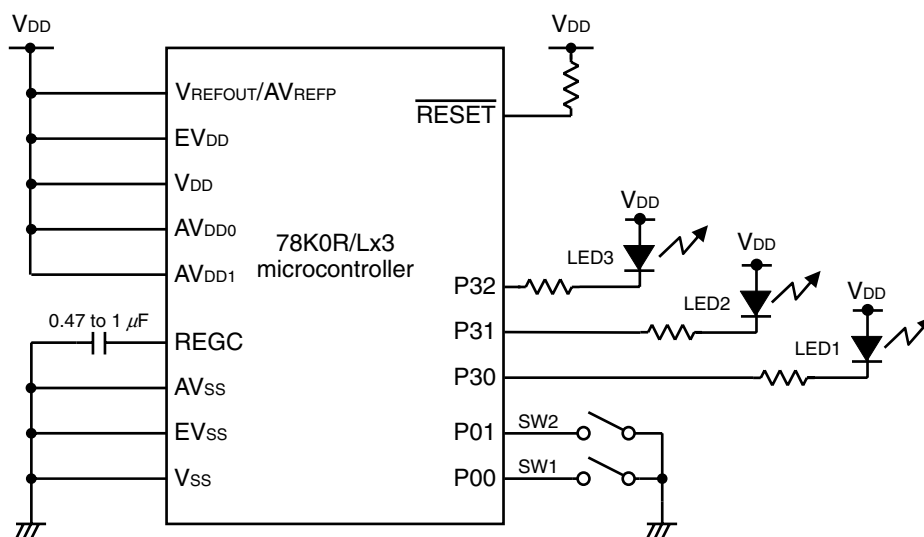 VDD
VREFOUT/AVREFP
EVDD
VDD
AVDD0
AVDD1
0.47 to 1 μF
REGC
AVSS
EVSS
VSS
78K0R/Lx3
microcontroller
VDD
RESET
VDD
LED3
P32
VDD
LED2
P31
VDD
LED1
P30
P01
SW2
P00
SW1